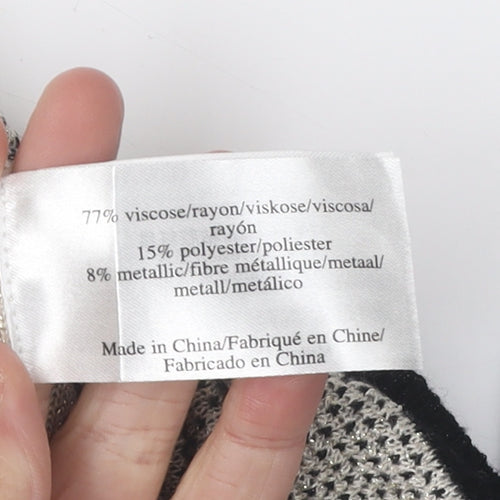 77% viscose/rayon/viskose/viscosa/
rayón
15% polyester/poliester
8% metallic/fibre métallique/metaal/
metall/metálico
Made in China/Fabriqué en Chine/
Fabricado en China